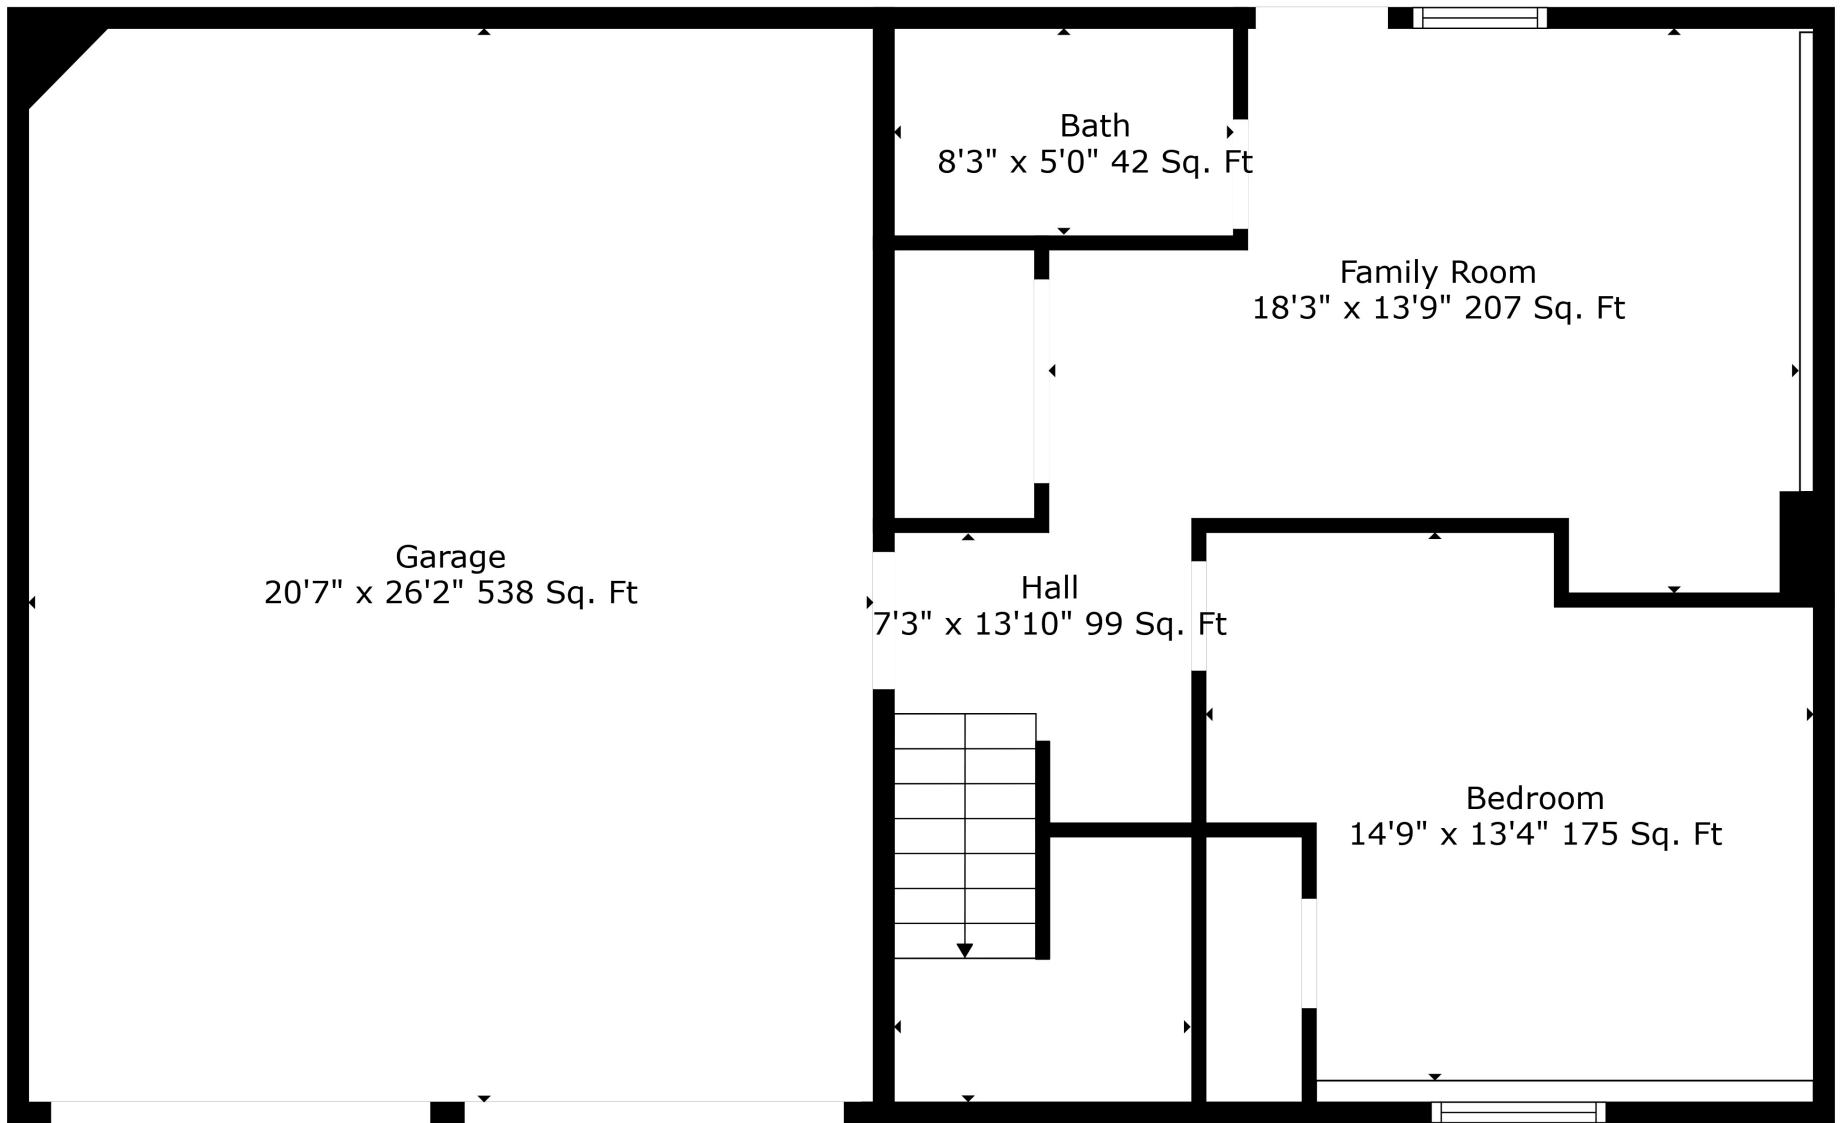 Bath
8'3" x 5'0" 42 Sq. Ft
Family Room
18'3" x 13'9" 207 Sq. Ft
Garage
20'7" x 26'2" 538 Sq. Ft
Hall
7'3" x 13'10" 99 Sq. Ft
Bedroom
14'9" x 13'4" 175 Sq. Ft